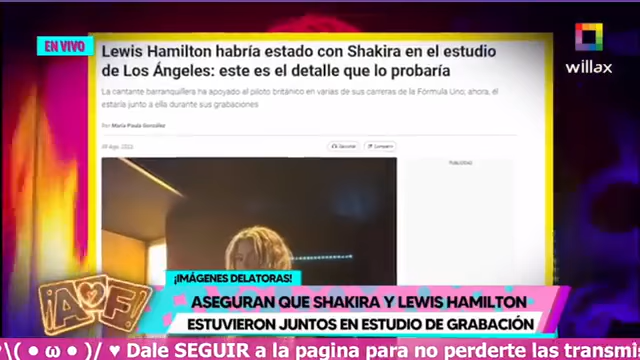 EN VIVO
Lewis Hamilton habría estado con Shakira en el estudio
de Los Ángeles: este es el detalle que lo probaría
La cantante barranquillera ha apoyado al piloto británico en varias de sus carreras de la Fórmula Uno; ahora, él
estaría junto a ella durante sus grabaciones
Por María Paula González
willax
PUBLICIDAD
¡IMÁGENES DELATORAS!
¡A♥F!
ASEGURAN QUE SHAKIRA Y LEWIS HAMILTON
ESTUVIERON JUNTOS EN ESTUDIO DE GRABACIÓN
\( ● ω ● )/ ♥ Dale SEGUIR a la pagina para no perderte las transmi